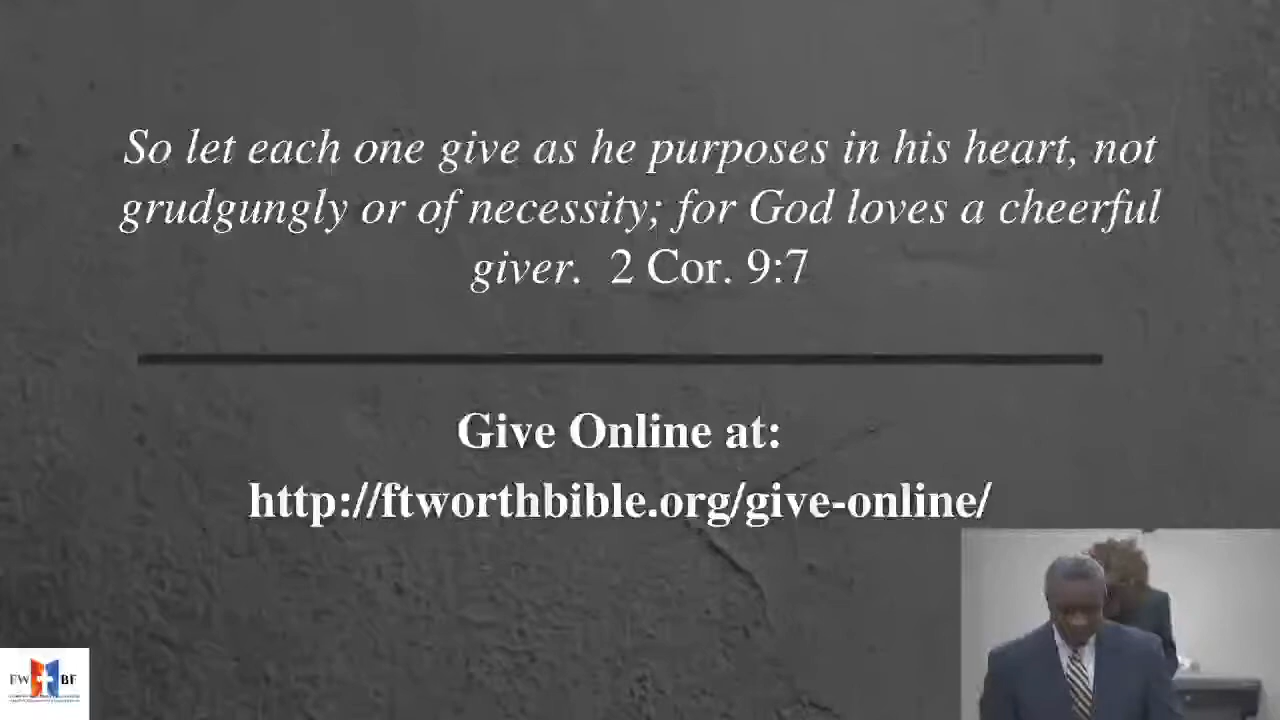 So let each one give as he purposes in his heart, not
grudgungly or of necessity; for God loves a cheerful
giver.  2 Cor. 9:7
Give Online at:
http://ftworthbible.org/give-online/
FW BF